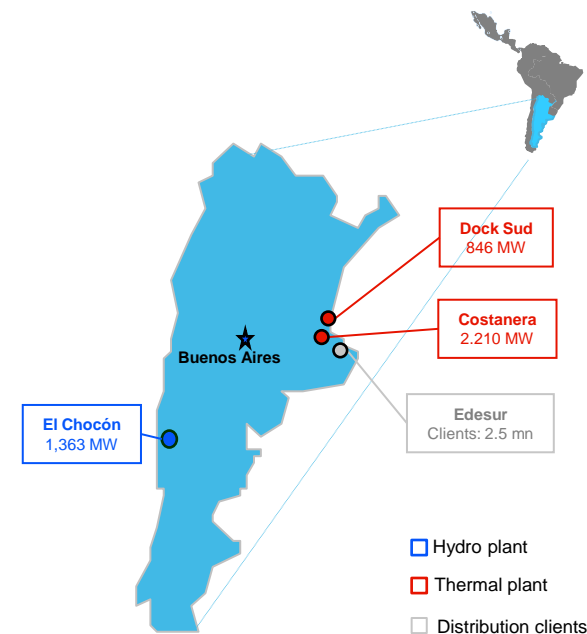 Dock Sud
846 MW
Costanera
2.210 MW
Buenos Aires
Edesur
Clients: 2.5 mn
El Chocón
1,363 MW
Hydro plant
Thermal plant
Distribution clients